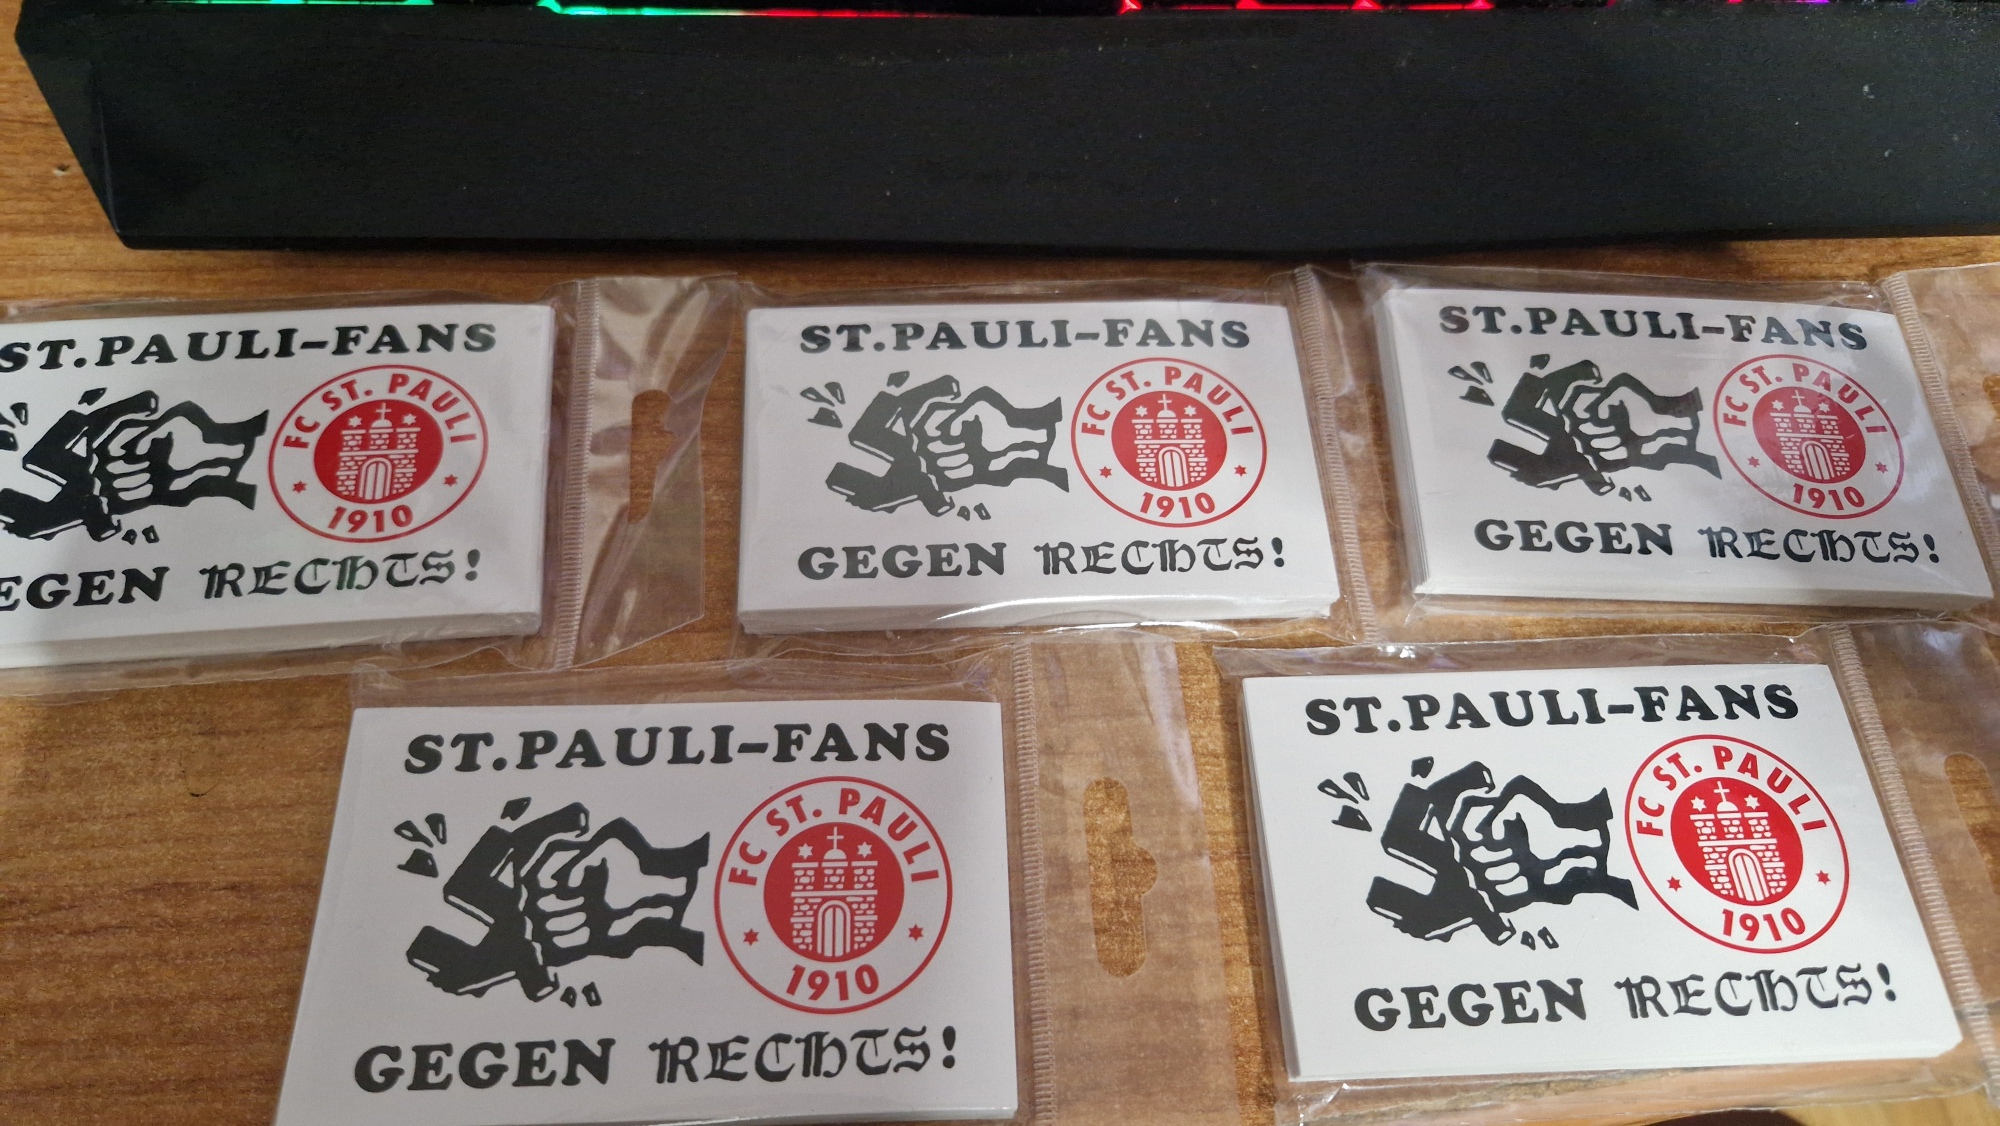 ST.PAULI-FANS
FC ST. PAULI
1910
EGEN RECHTS!
ST.PAULI-FANS
FC ST. PAULI
1910
GEGEN RECHTS!
ST.PAULI-FANS
FC ST. PAULI
1910
GEGEN RECHTS!
ST.PAULI-FANS
FC ST. PAULI
1910
GEGEN RECHTS!
ST.PAULI-FANS
FC ST. PAULI
1910
GEGEN RECHTS!